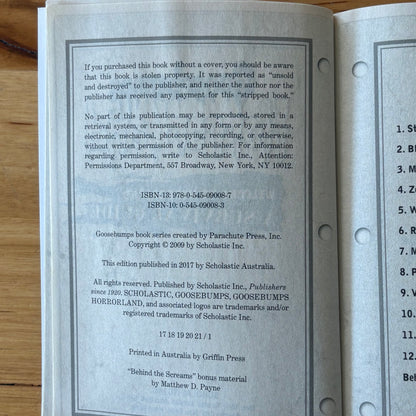 If you purchased this book without a cover, you should be aware
that this book is stolen property. It was reported as “unsold
and destroyed” to the publisher, and neither the author nor the
publisher has received any payment for this “stripped book.”
No part of this publication may be reproduced, stored in a
retrieval system, or transmitted in any form or by any means,
electronic, mechanical, photocopying, recording, or otherwise,
without written permission of the publisher. For information
regarding permission, write to Scholastic Inc., Attention:
Permissions Department, 557 Broadway, New York, NY 10012.
ISBN-13: 978-0-545-09008-7
ISBN-10: 0-545-09008-3
Goosebumps book series created by Parachute Press, Inc.
Copyright © 2009 by Scholastic Inc.
This edition published in 2017 by Scholastic Australia.
All rights reserved. Published by Scholastic Inc., Publishers
since 1920. SCHOLASTIC, GOOSEBUMPS, GOOSEBUMPS
HORRORLAND, and associated logos are trademarks and/or
registered trademarks of Scholastic Inc.
17 18 19 20 21 / 1
Printed in Australia by Griffin Press
“Behind the Screams” bonus material
by Matthew D. Payne
1. S
2. Bl
3. M
4. Z
5. W
6. R
7. M
8. P
9. V
10.
11.
12.
Beh